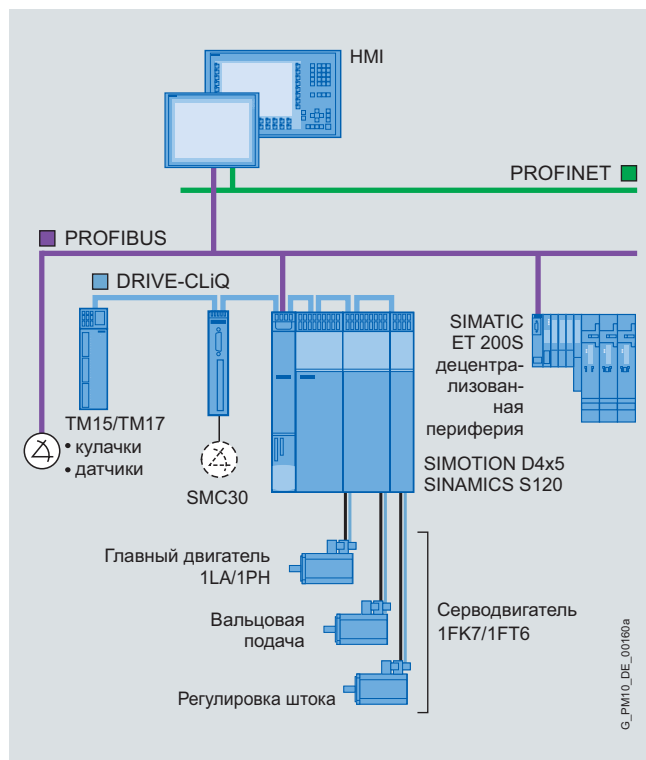 HMI
PROFINET
PROFIBUS
DRIVE-CLiQ
SIMATIC
ET 200S
децентра-
лизован-
ная
периферия
TM15/TM17
• кулачки
• датчики
SMC30
SIMOTION D4x5
SINAMICS S120
Главный двигатель
1LA/1PH
Вальцовая
подача
Серводвигатель
1FK7/1FT6
Регулировка штока
G_PM10_DE_00160a